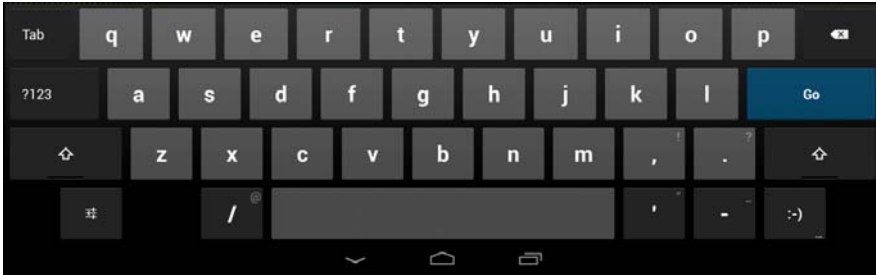 Tab q w e r t y u i o p
?123 a s d f g h j k l Go
z x c v b n m , ! . ?
/ @ ' " - _ :-)